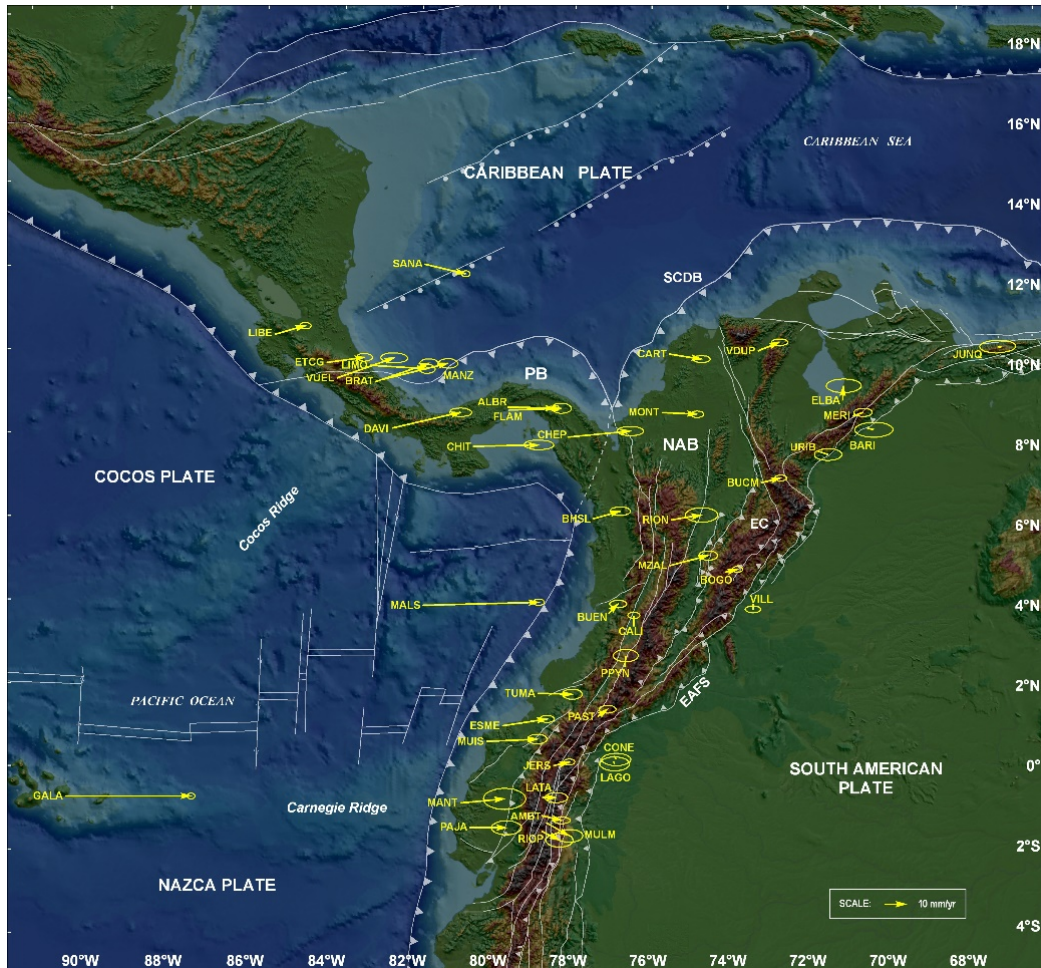 18°N
16°N
CARIBBEAN SEA
CARIBBEAN PLATE
14°N
SANA
SCDB
12°N
LIBE
ETCG
LIMO
VUEL
BRAT
MANZ
CART
VDUP
JUNQ
10°N
PB
ALBR
FLAM
ELBA
MERI
MONT
DAVI
CHEP
CHIT
NAB
URIB
BARI
8°N
COCOS PLATE
BUCM
Cocos Ridge
BHSL
RION
EC
6°N
MZAL
BOGO
MALS
BUEN
CALI
VILL
4°N
PPYN
EAFS
TUMA
2°N
PACIFIC OCEAN
PAST
ESME
MUIS
CONE
JERS
LAGO
0°
SOUTH AMERICAN
PLATE
GALA
LATA
MANT
Carnegie Ridge
AMBT
PAJA
RIOP
MULM
2°S
NAZCA PLATE
SCALE:
10 mm/yr
4°S
90°W
86°W
84°W
82°W
80°W
78°W
76°W
74°W
72°W
70°W
68°W